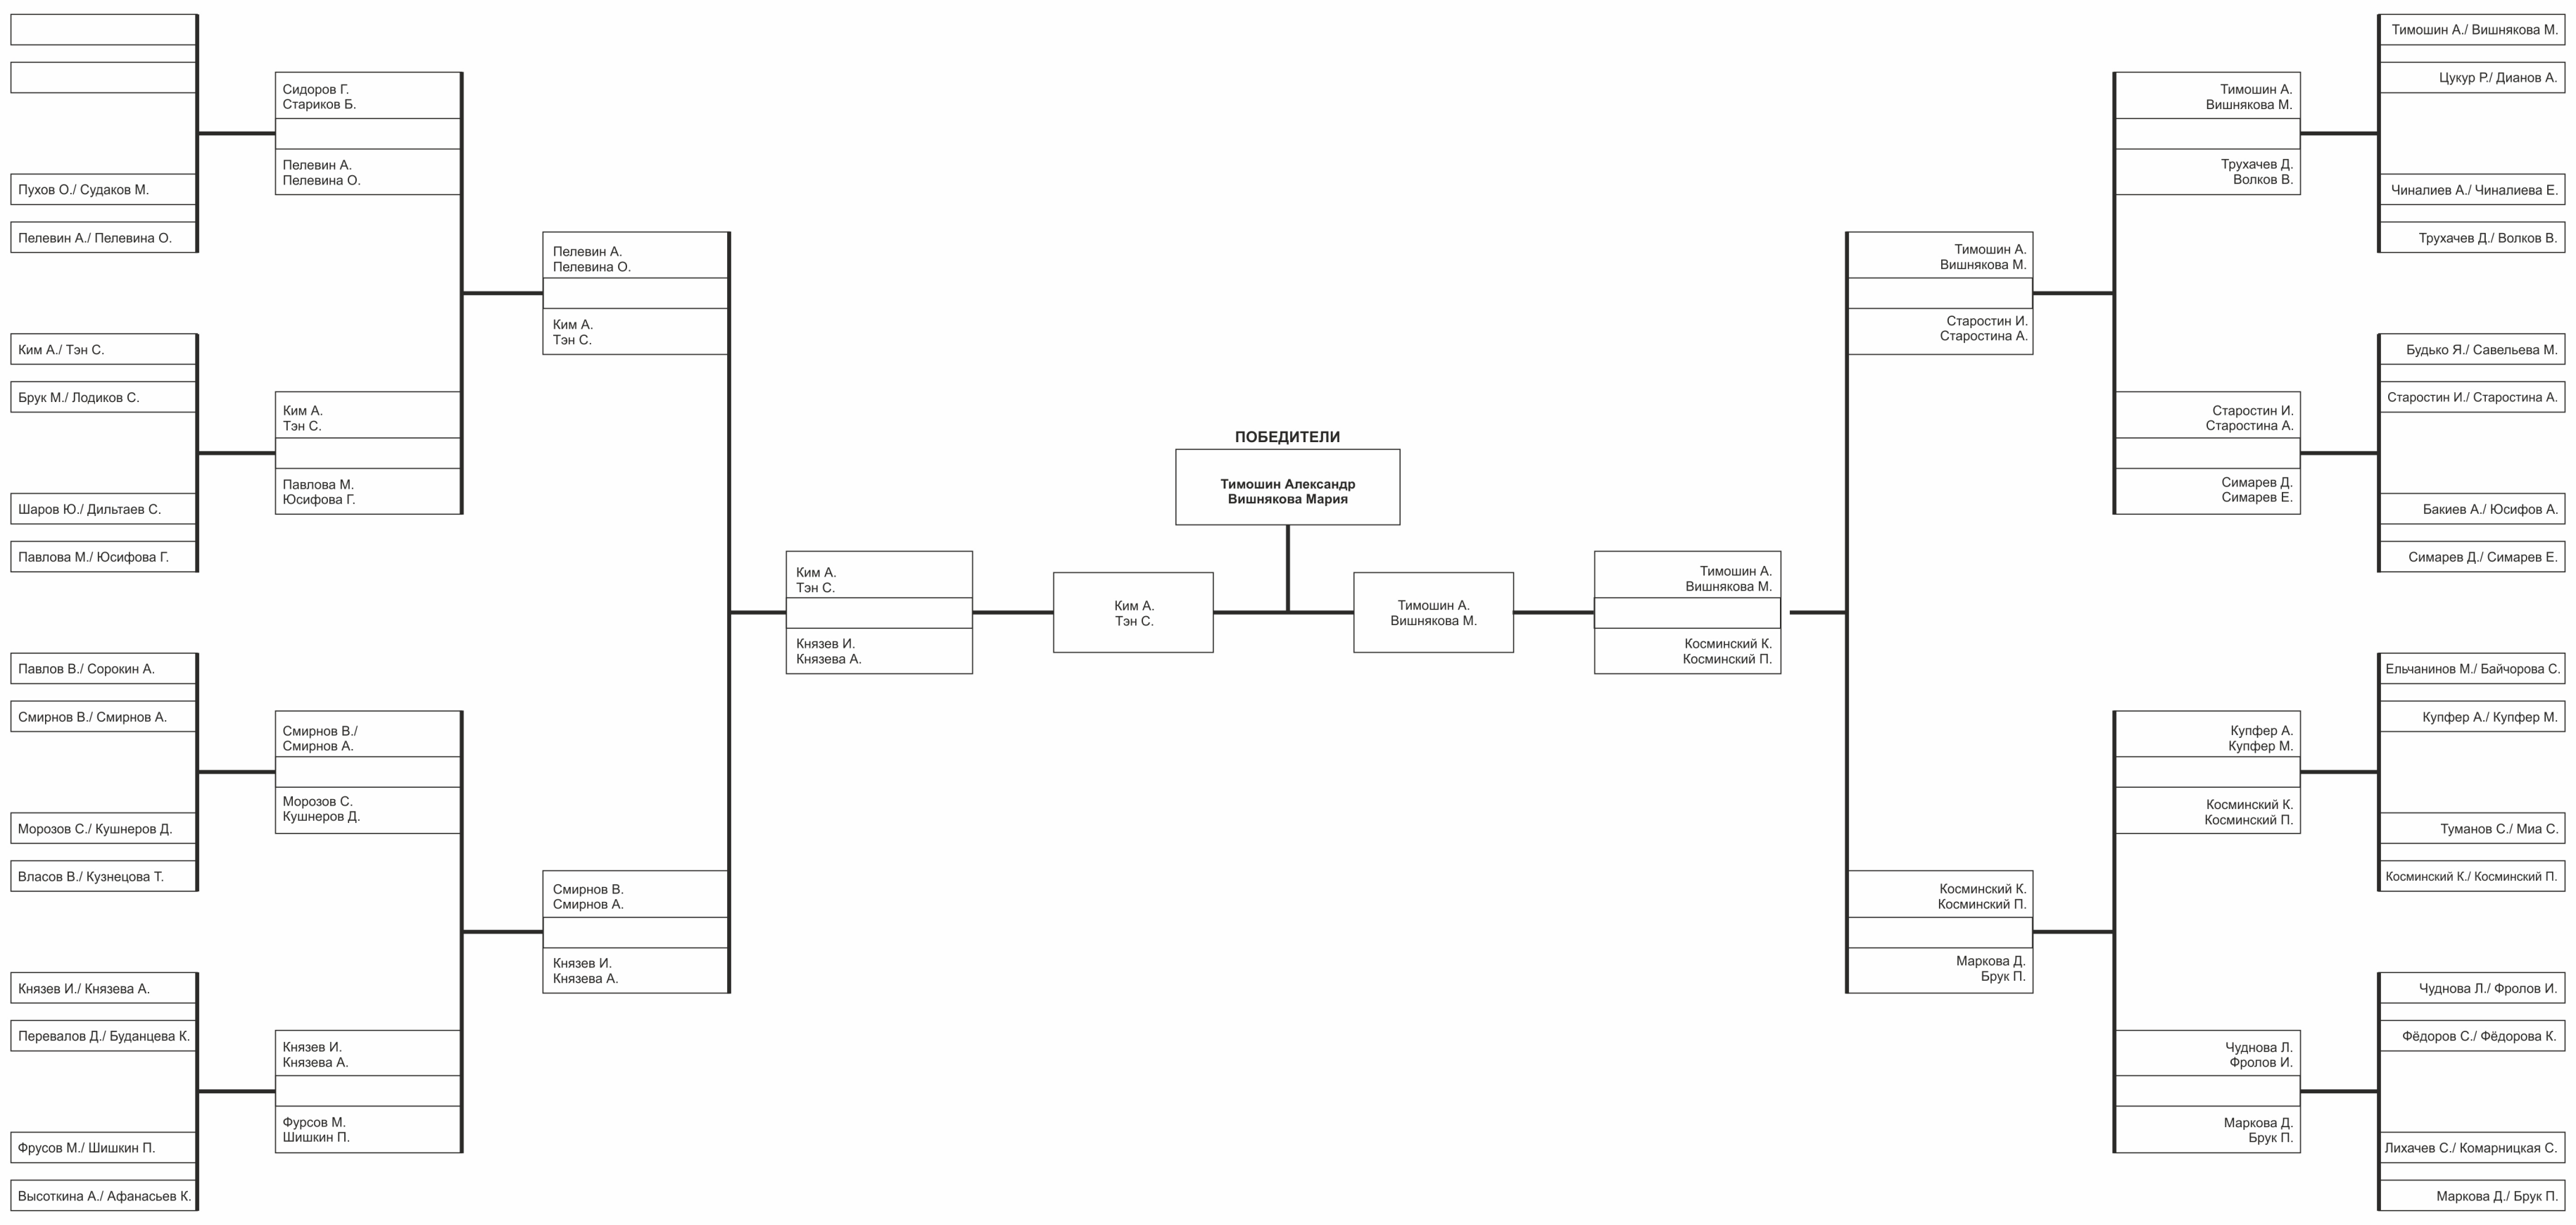 Пухов О./ Судаков М.
Пелевин А./ Пелевина О.
Ким А./ Тэн С.
Брук М./ Лодиков С.
Шаров Ю./ Дильтаев С.
Павлова М./ Юсифова Г.
Павлов В./ Сорокин А.
Смирнов В./ Смирнов А.
Морозов С./ Кушнеров Д.
Власов В./ Кузнецова Т.
Князев И./ Князева А.
Перевалов Д./ Буданцева К.
Фрусов М./ Шишкин П.
Высоткина А./ Афанасьев К.
Сидоров Г.
Стариков Б.
Пелевин А.
Пелевина О.
Ким А.
Тэн С.
Павлова М.
Юсифова Г.
Смирнов В./
Смирнов А.
Морозов С.
Кушнеров Д.
Князев И.
Князева А.
Фурсов М.
Шишкин П.
Пелевин А.
Пелевина О.
Ким А.
Тэн С.
Смирнов В.
Смирнов А.
Князев И.
Князева А.
Ким А.
Тэн С.
Князев И.
Князева А.
Ким А.
Тэн С.
ПОБЕДИТЕЛИ
Тимошин Александр
Вишнякова Мария
Тимошин А.
Вишнякова М.
Тимошин А.
Вишнякова М.
Косминский К.
Косминский П.
Тимошин А.
Вишнякова М.
Старостин И.
Старостина А.
Косминский К.
Косминский П.
Маркова Д.
Брук П.
Тимошин А.
Вишнякова М.
Трухачев Д.
Волков В.
Старостин И.
Старостина А.
Симарев Д.
Симарев Е.
Купфер А.
Купфер М.
Косминский К.
Косминский П.
Чуднова Л.
Фролов И.
Маркова Д.
Брук П.
Тимошин А./ Вишнякова М.
Цукур Р./ Дианов А.
Чиналиев А./ Чиналиева Е.
Трухачев Д./ Волков В.
Будько Я./ Савельева М.
Старостин И./ Старостина А.
Бакиев А./ Юсифов А.
Симарев Д./ Симарев Е.
Ельчанинов М./ Байчорова С.
Купфер А./ Купфер М.
Туманов С./ Миа С.
Косминский К./ Косминский П.
Чуднова Л./ Фролов И.
Фёдоров С./ Фёдорова К.
Лихачев С./ Комарницкая С.
Маркова Д./ Брук П.